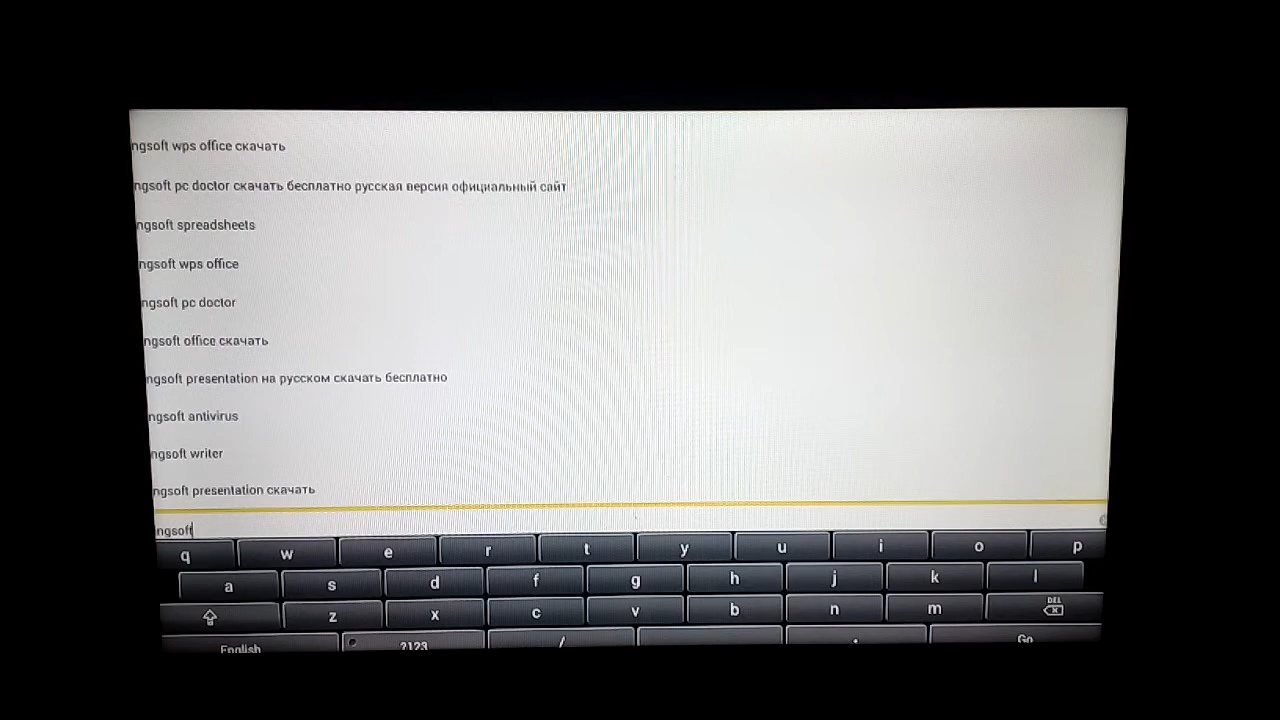 ngsoft wps office скачать
ngsoft pc doctor скачать бесплатно русская версия официальный сайт
ngsoft spreadsheets
ngsoft wps office
ngsoft pc doctor
ngsoft office скачать
ngsoft presentation на русском скачать бесплатно
ngsoft antivirus
ngsoft writer
ngsoft presentation скачать
ngsoft
q w e r t y u i o p
a s d f g h j k l
z x c v b n m DEL
English ?123 / . Go